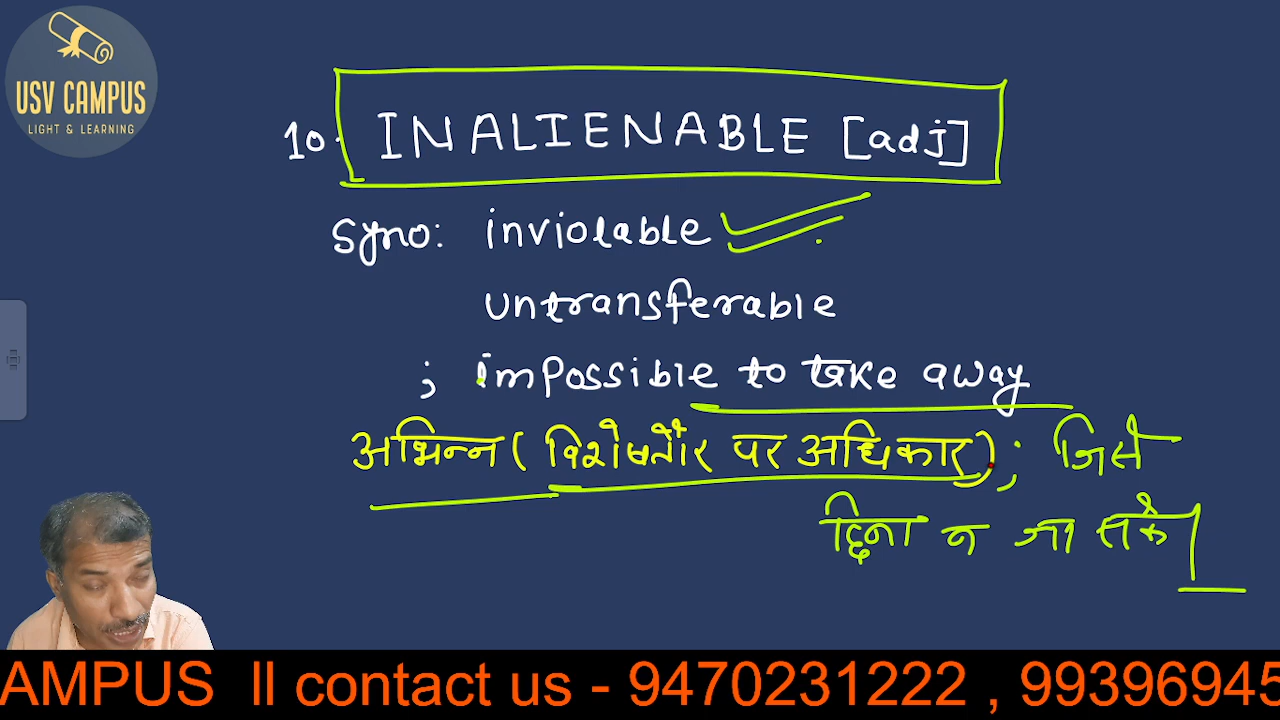 USV CAMPUS
LIGHT & LEARNING
10. INALIENABLE [adj]
Syno: inviolable
untransferable
; impossible to take away
अभिन्न ( विशेषतौर पर अधिकार ) ; जिसे
छिना न जा सके।
AMPUS ll contact us - 9470231222 , 99396945